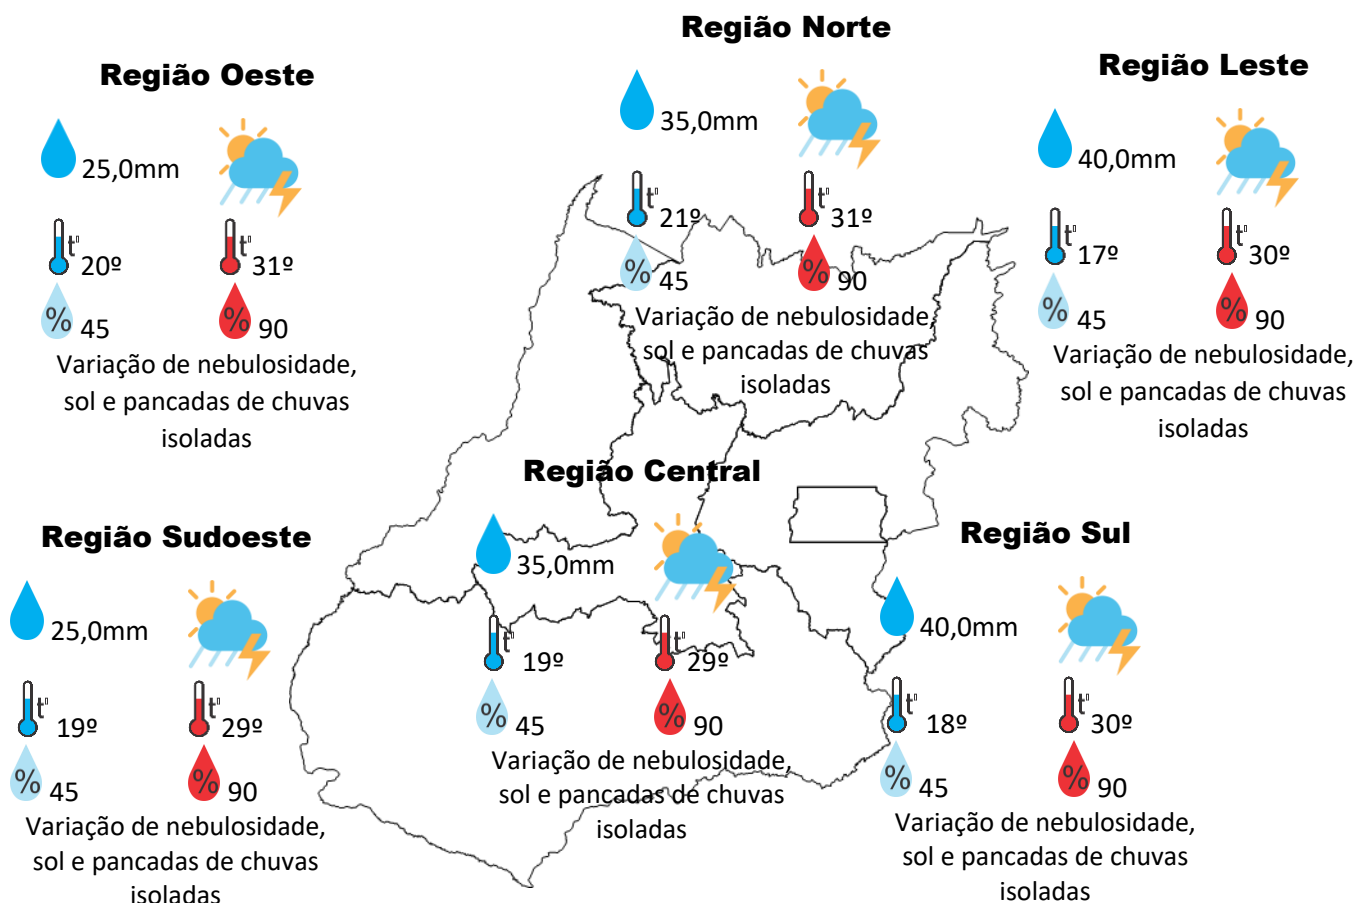 Região Norte
35,0mm
t°
21º
31º
%
45
%
90
Variação de nebulosidade,
sol e pancadas de chuvas
isoladas
Região Oeste
25,0mm
t°
20º
t°
31º
%
45
%
90
Variação de nebulosidade,
sol e pancadas de chuvas
isoladas
Região Leste
40,0mm
t°
17º
t°
30º
%
45
%
90
Variação de nebulosidade,
sol e pancadas de chuvas
isoladas
Região Central
35,0mm
t°
19º
t°
29º
%
45
%
90
Variação de nebulosidade,
sol e pancadas de chuvas
isoladas
Região Sudoeste
25,0mm
t°
19º
t°
29º
%
45
%
90
Variação de nebulosidade,
sol e pancadas de chuvas
isoladas
Região Sul
40,0mm
t°
18º
t°
30º
%
45
%
90
Variação de nebulosidade,
sol e pancadas de chuvas
isoladas